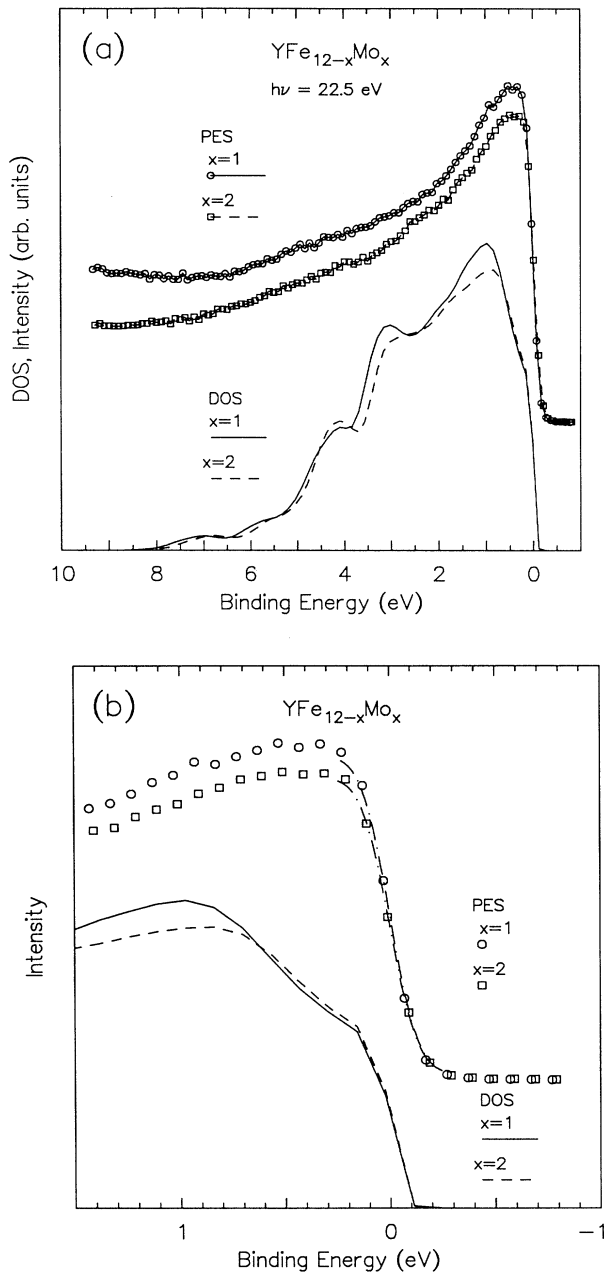 (a)
YFe12-xMox
hν = 22.5 eV
PES
x=1
x=2
DOS
x=1
x=2
DOS, Intensity (arb. units)
10 8 6 4 2 0
Binding Energy (eV)
(b)
YFe12-xMox
PES
x=1
x=2
DOS
x=1
x=2
Intensity
1 0 −1
Binding Energy (eV)